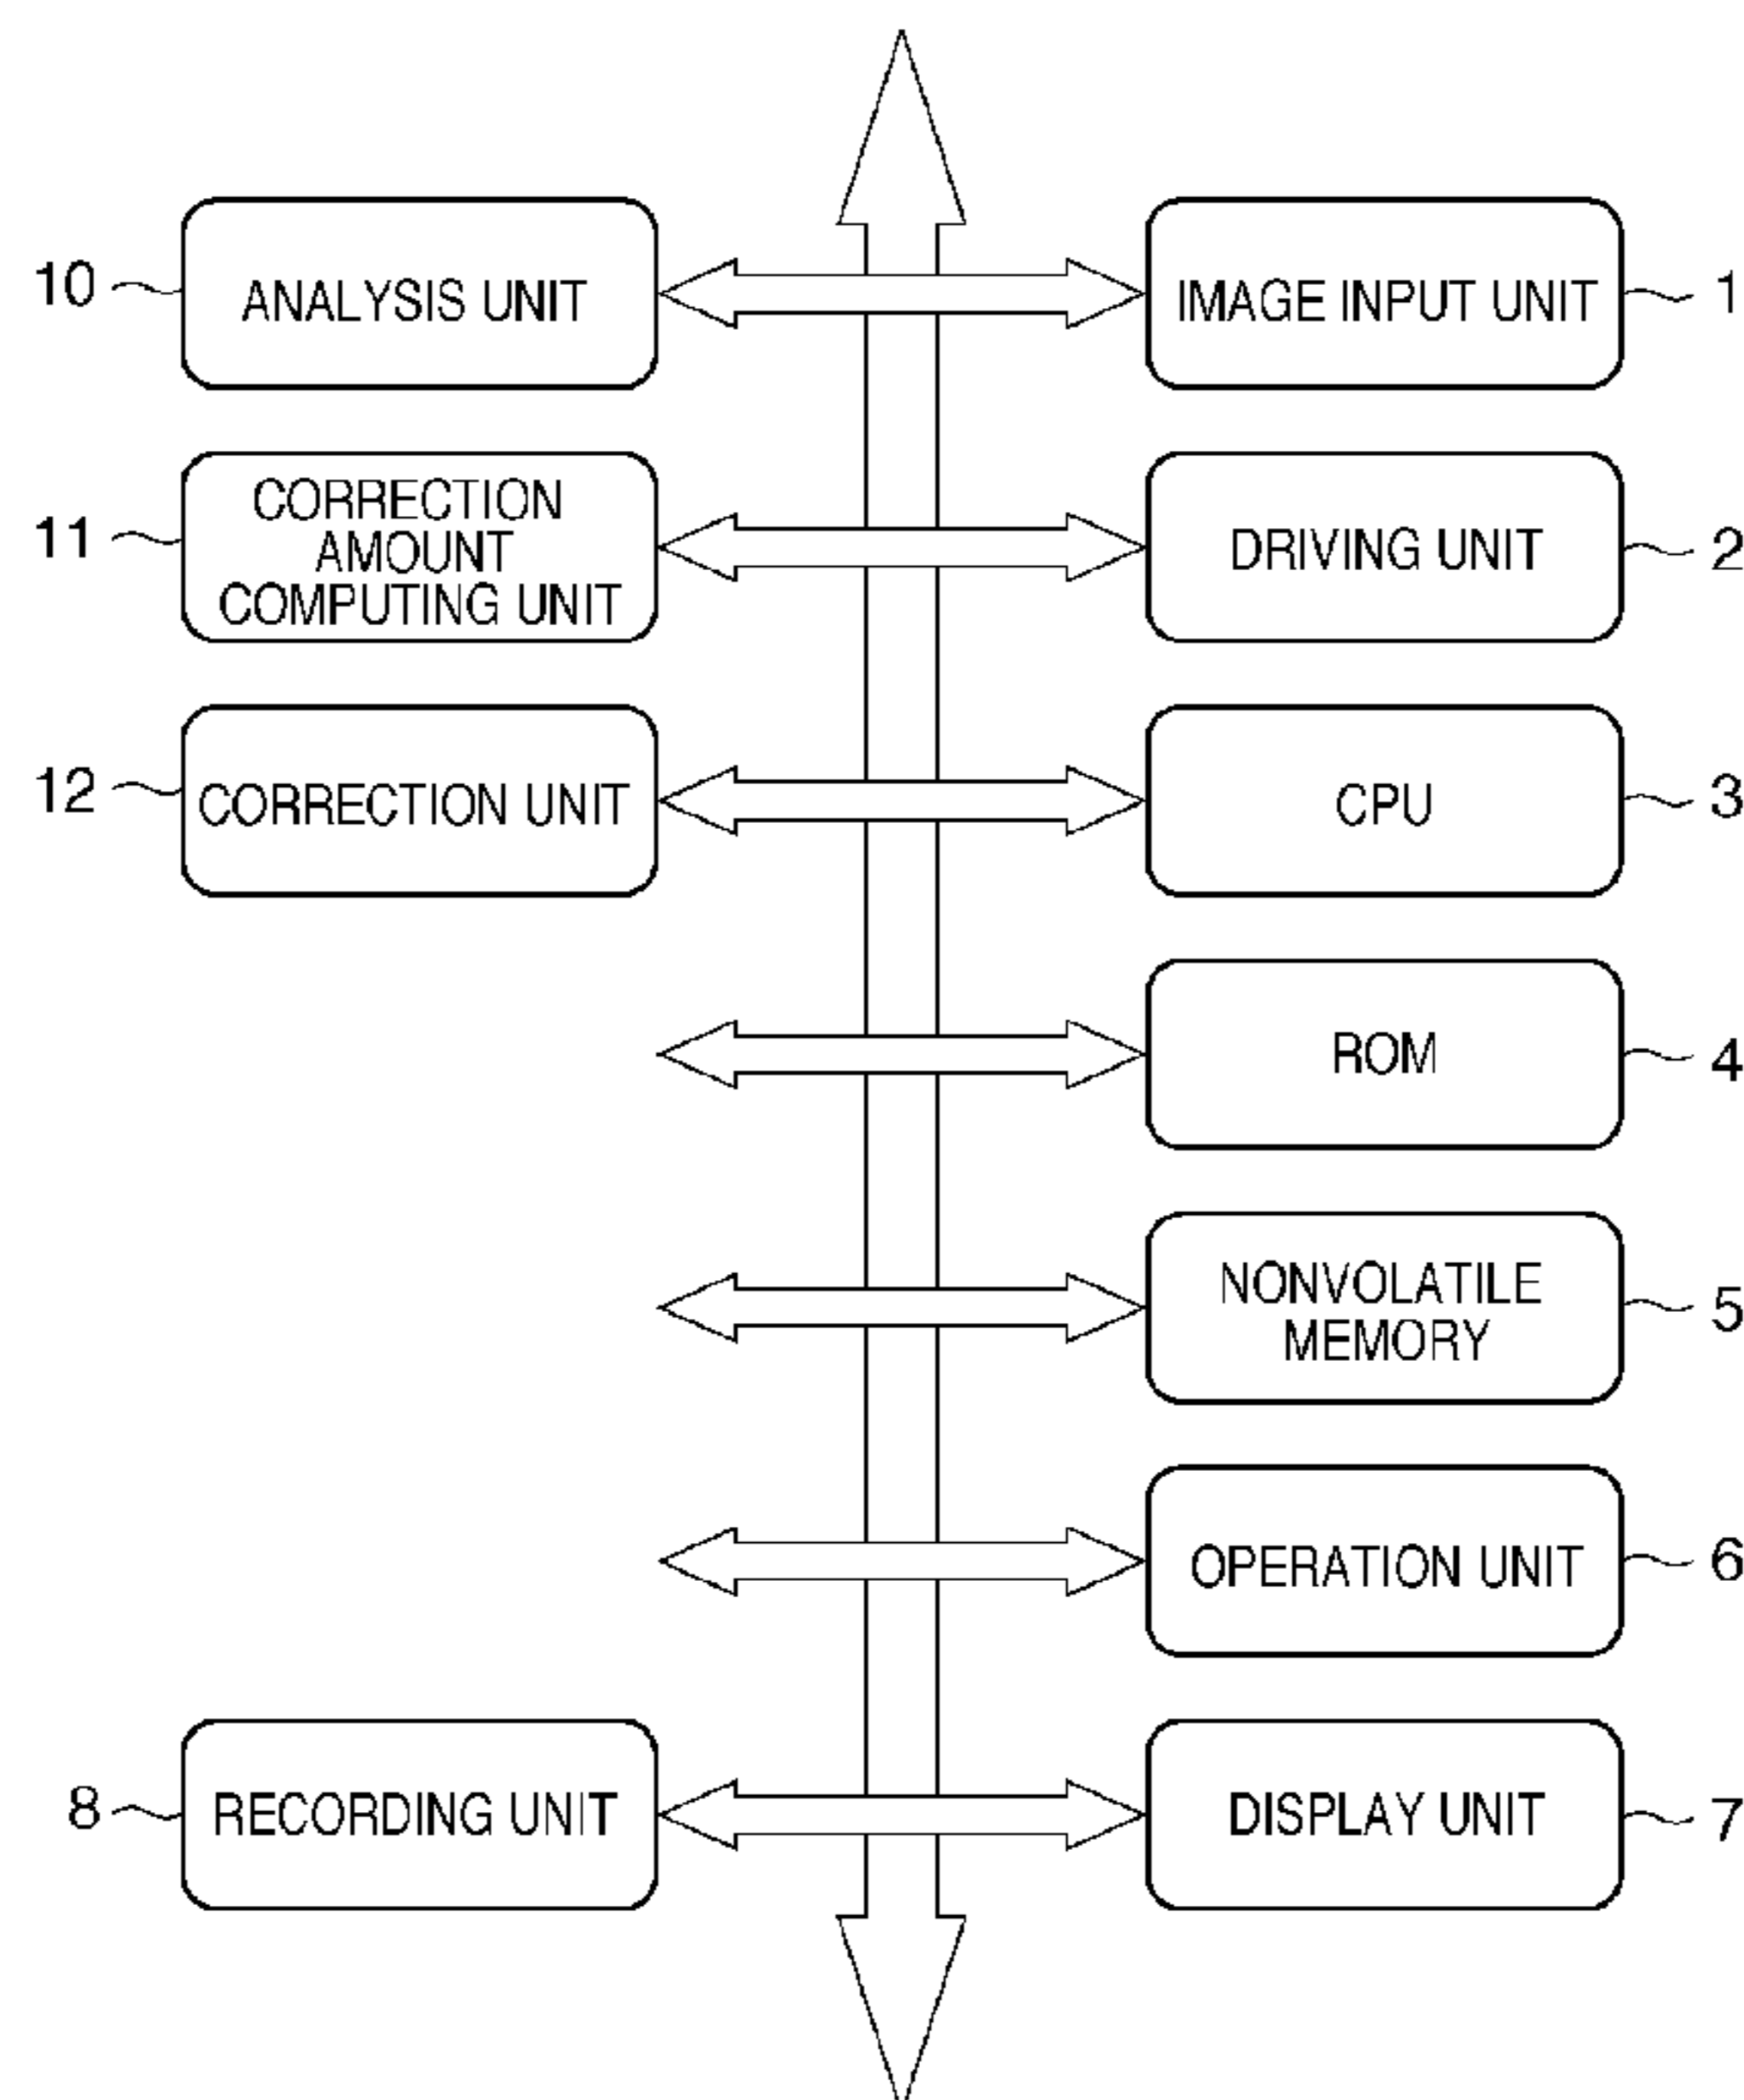 10
ANALYSIS UNIT
IMAGE INPUT UNIT
1
11
CORRECTION
AMOUNT
COMPUTING UNIT
DRIVING UNIT
2
12
CORRECTION UNIT
CPU
3
ROM
4
NONVOLATILE
MEMORY
5
OPERATION UNIT
6
8
RECORDING UNIT
DISPLAY UNIT
7